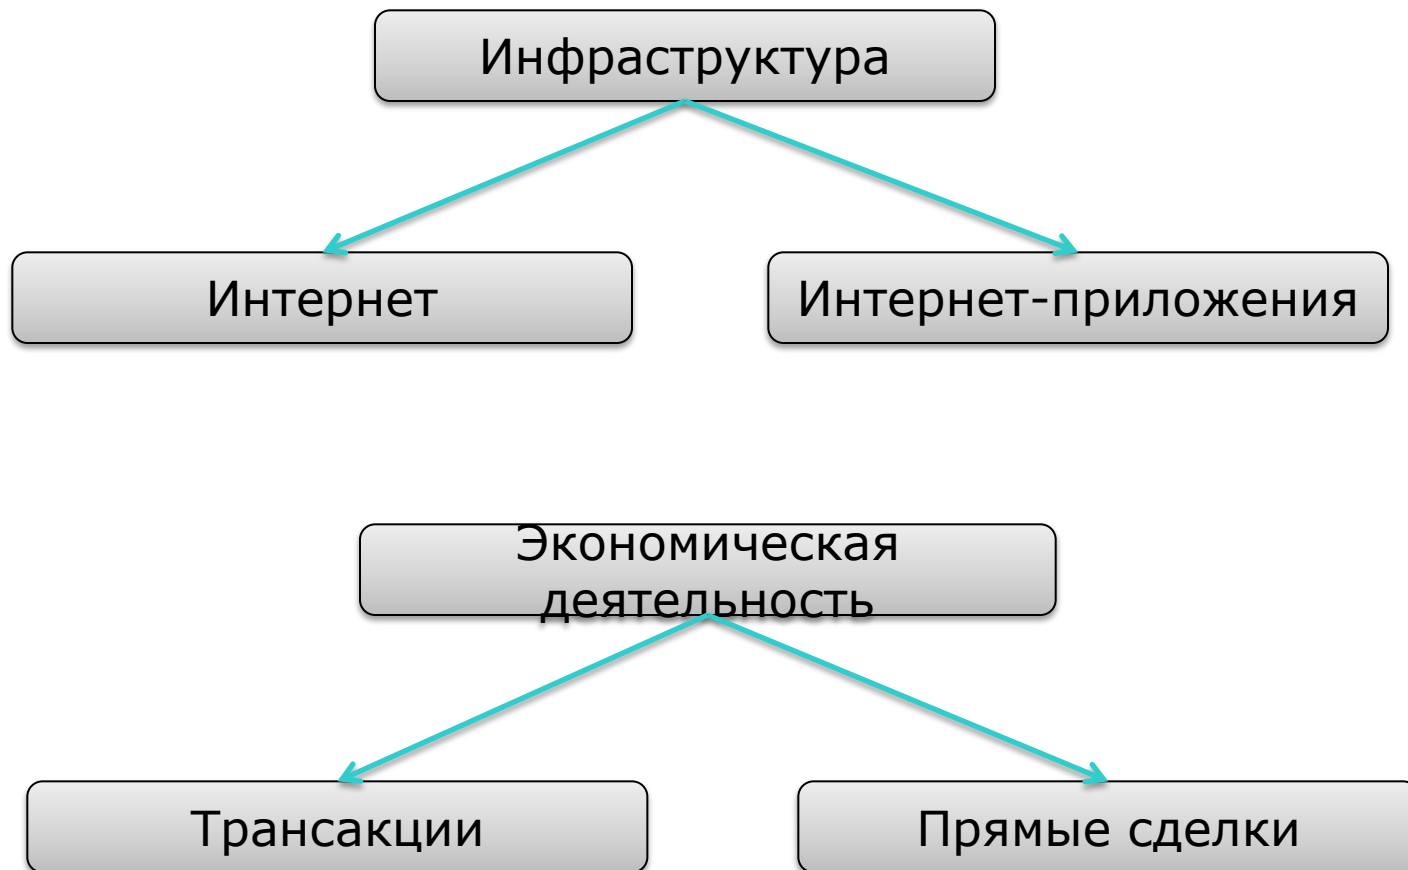 Инфраструктура
Интернет
Интернет-приложения
Экономическая
деятельность
Трансакции
Прямые сделки